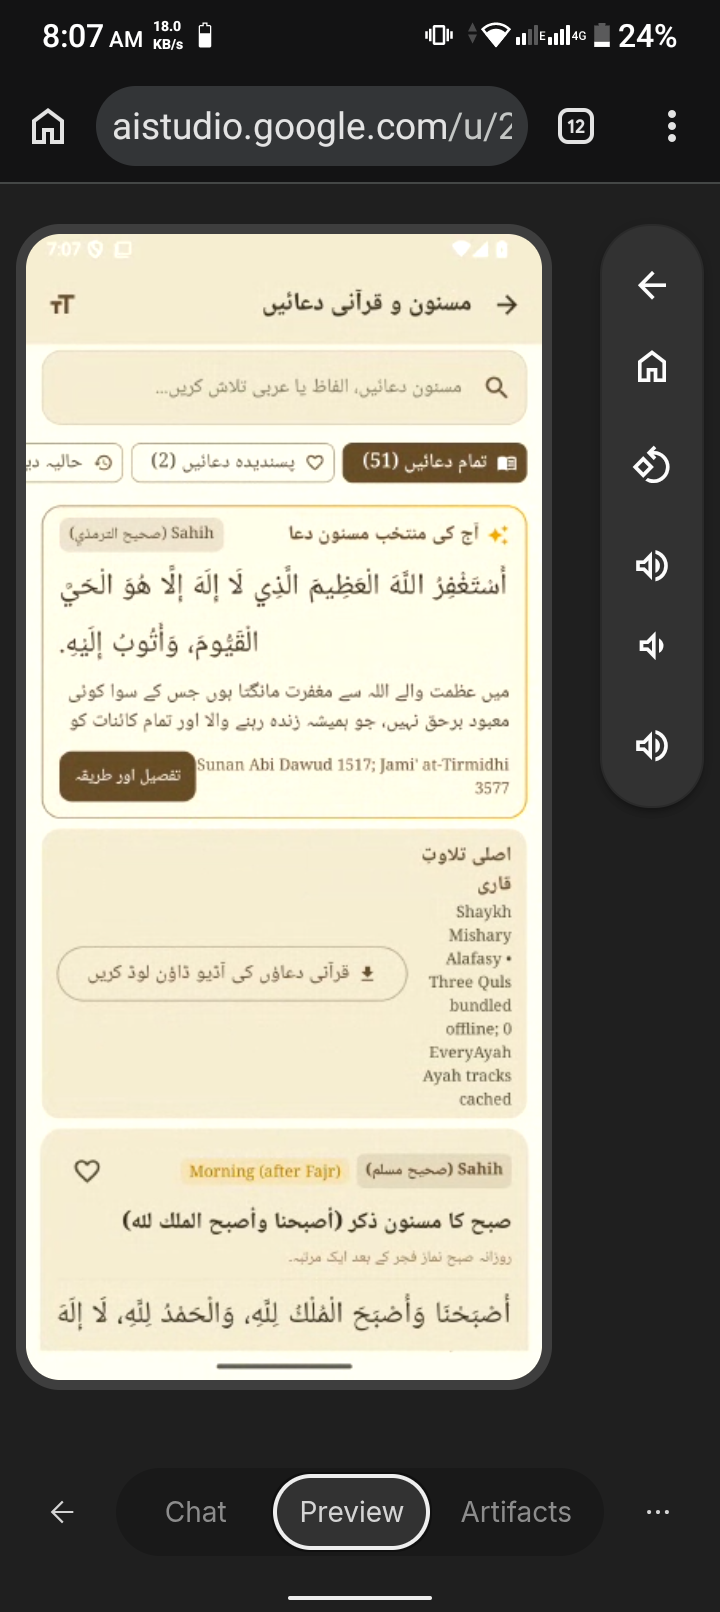 8:07 AM 18.0 KB/s E 4G 24%
aistudio.google.com/u/2
12
7:07
مسنون و قرآنی دعائیں
مسنون دعائیں، الفاظ یا عربی تلاش کریں...
تمام دعائیں (51)
پسندیدہ دعائیں (2)
حالیہ دی
آج کی منتخب مسنون دعا
Sahih (صحيح الترمذي)
أَسْتَغْفِرُ اللَّهَ الْعَظِيمَ الَّذِي لَا إِلَهَ إِلَّا هُوَ الْحَيُّ
الْقَيُّومَ، وَأَتُوبُ إِلَيْهِ.
میں عظمت والے اللہ سے مغفرت مانگتا ہوں جس کے سوا کوئی
معبود برحق نہیں، جو ہمیشہ زندہ رہنے والا اور تمام کائنات کو
Sunan Abi Dawud 1517; Jami' at-Tirmidhi
3577
تفصیل اور طریقہ
اصلی تلاوتِ
قاری
Shaykh
Mishary
Alafasy •
Three Quls
bundled
offline; 0
EveryAyah
Ayah tracks
cached
قرآنی دعاؤں کی آڈیو ڈاؤن لوڈ کریں
Sahih (صحيح مسلم)
Morning (after Fajr)
صبح کا مسنون ذکر (أصبحنا وأصبح الملك لله)
روزانہ صبح نماز فجر کے بعد ایک مرتبہ۔
أَصْبَحْنَا وَأَصْبَحَ الْمُلْكُ لِلَّهِ، وَالْحَمْدُ لِلَّهِ، لَا إِلَهَ
Chat
Preview
Artifacts